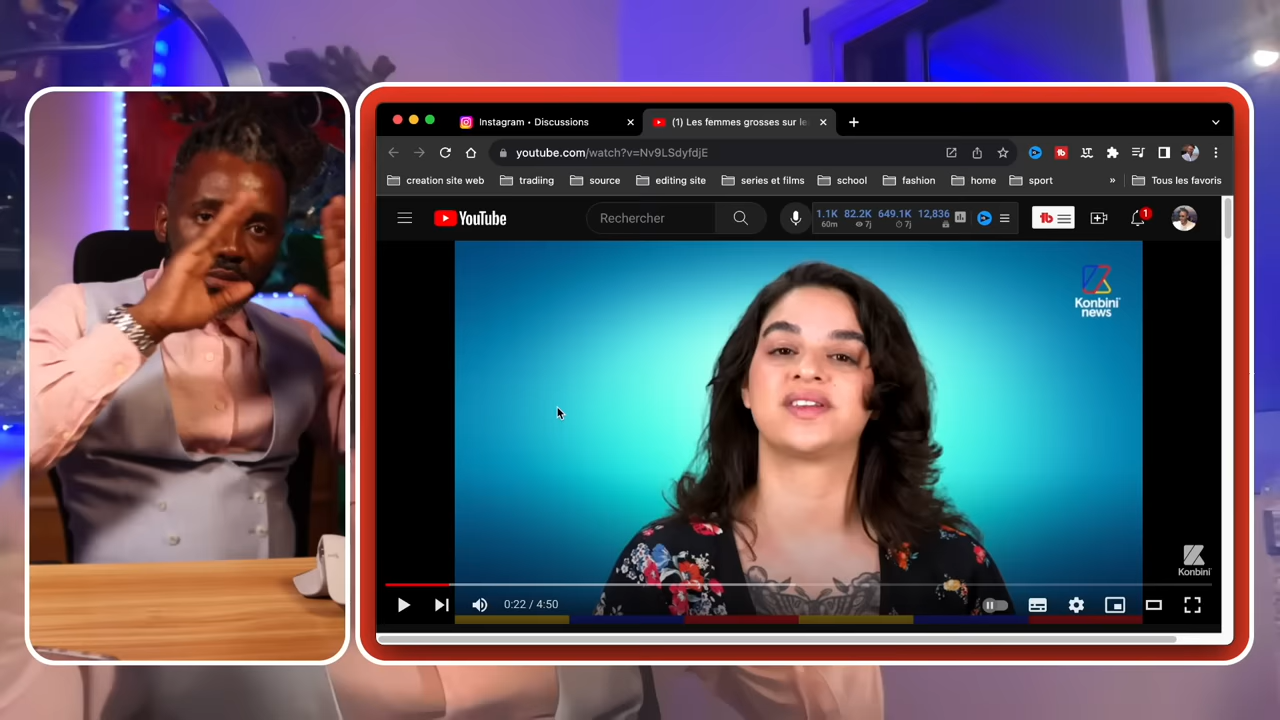 Instagram • Discussions
(1) Les femmes grosses sur le
youtube.com/watch?v=Nv9LSdyfdjE
creation site web
tradiing
source
editing site
series et films
school
fashion
home
sport
»
Tous les favoris
YouTube
Rechercher
1.1K 82.2K 649.1K 12,836
60m 7j 7j
tb
1
Konbini
news
Konbini
0:22 / 4:50